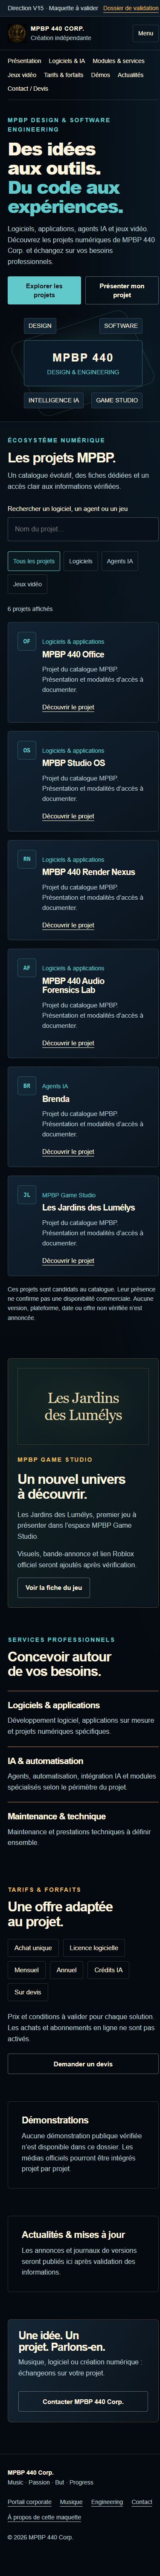 Direction V15 · Maquette à valider Dossier de validation
MPBP 440 CORP.
Création indépendante
Menu
Présentation Logiciels & IA Modules & services
Jeux vidéo Tarifs & forfaits Démos Actualités
Contact / Devis
MPBP DESIGN & SOFTWARE
ENGINEERING
Des idées
aux outils.
Du code aux
expériences.
Logiciels, applications, agents IA et jeux vidéo.
Découvrez les projets numériques de MPBP 440
Corp. et échangez sur vos besoins
professionnels.
Explorer les
projets
Présenter mon
projet
DESIGN
SOFTWARE
MPBP 440
DESIGN & ENGINEERING
INTELLIGENCE IA
GAME STUDIO
ÉCOSYSTÈME NUMÉRIQUE
Les projets MPBP.
Un catalogue évolutif, des fiches dédiées et un
accès clair aux informations vérifiées.
Rechercher un logiciel, un agent ou un jeu
Nom du projet…
Tous les projets Logiciels Agents IA
Jeux vidéo
6 projets affichés
OF
Logiciels & applications
MPBP 440 Office
Projet du catalogue MPBP.
Présentation et modalités d'accès à
documenter.
Découvrir le projet
OS
Logiciels & applications
MPBP Studio OS
Projet du catalogue MPBP.
Présentation et modalités d'accès à
documenter.
Découvrir le projet
RN
Logiciels & applications
MPBP 440 Render Nexus
Projet du catalogue MPBP.
Présentation et modalités d'accès à
documenter.
Découvrir le projet
AF
Logiciels & applications
MPBP 440 Audio
Forensics Lab
Projet du catalogue MPBP.
Présentation et modalités d'accès à
documenter.
Découvrir le projet
BR
Agents IA
Brenda
Projet du catalogue MPBP.
Présentation et modalités d'accès à
documenter.
Découvrir le projet
JL
MPBP Game Studio
Les Jardins des Lumélys
Projet du catalogue MPBP.
Présentation et modalités d'accès à
documenter.
Découvrir le projet
Ces projets sont candidats au catalogue. Leur présence
ne confirme pas une disponibilité commerciale. Aucune
version, plateforme, date ou offre non vérifiée n'est
annoncée.
Les Jardins
des Lumélys
MPBP GAME STUDIO
Un nouvel univers
à découvrir.
Les Jardins des Lumélys, premier jeu à
présenter dans l'espace MPBP Game
Studio.
Visuels, bande-annonce et lien Roblox
officiel seront ajoutés après vérification.
Voir la fiche du jeu
SERVICES PROFESSIONNELS
Concevoir autour
de vos besoins.
Logiciels & applications
Développement logiciel, applications sur mesure
et projets numériques spécifiques.
IA & automatisation
Agents, automatisation, intégration IA et modules
spécialisés selon le périmètre du projet.
Maintenance & technique
Maintenance et prestations techniques à définir
ensemble.
TARIFS & FORFAITS
Une offre adaptée
au projet.
Achat unique Licence logicielle
Mensuel Annuel Crédits IA
Sur devis
Prix et conditions à valider pour chaque solution.
Les achats et abonnements en ligne ne sont pas
activés.
Demander un devis
Démonstrations
Aucune démonstration publique vérifiée
n'est disponible dans ce dossier. Les
médias officiels pourront être intégrés
projet par projet.
Actualités & mises à jour
Les annonces et journaux de versions
seront publiés ici après validation des
informations.
Une idée. Un
projet. Parlons-en.
Musique, logiciel ou création numérique :
échangeons sur votre projet.
Contacter MPBP 440 Corp.
MPBP 440 Corp.
Music · Passion · But · Progress
Portail corporate Musique Engineering Contact
À propos de cette maquette
© 2026 MPBP 440 Corp.